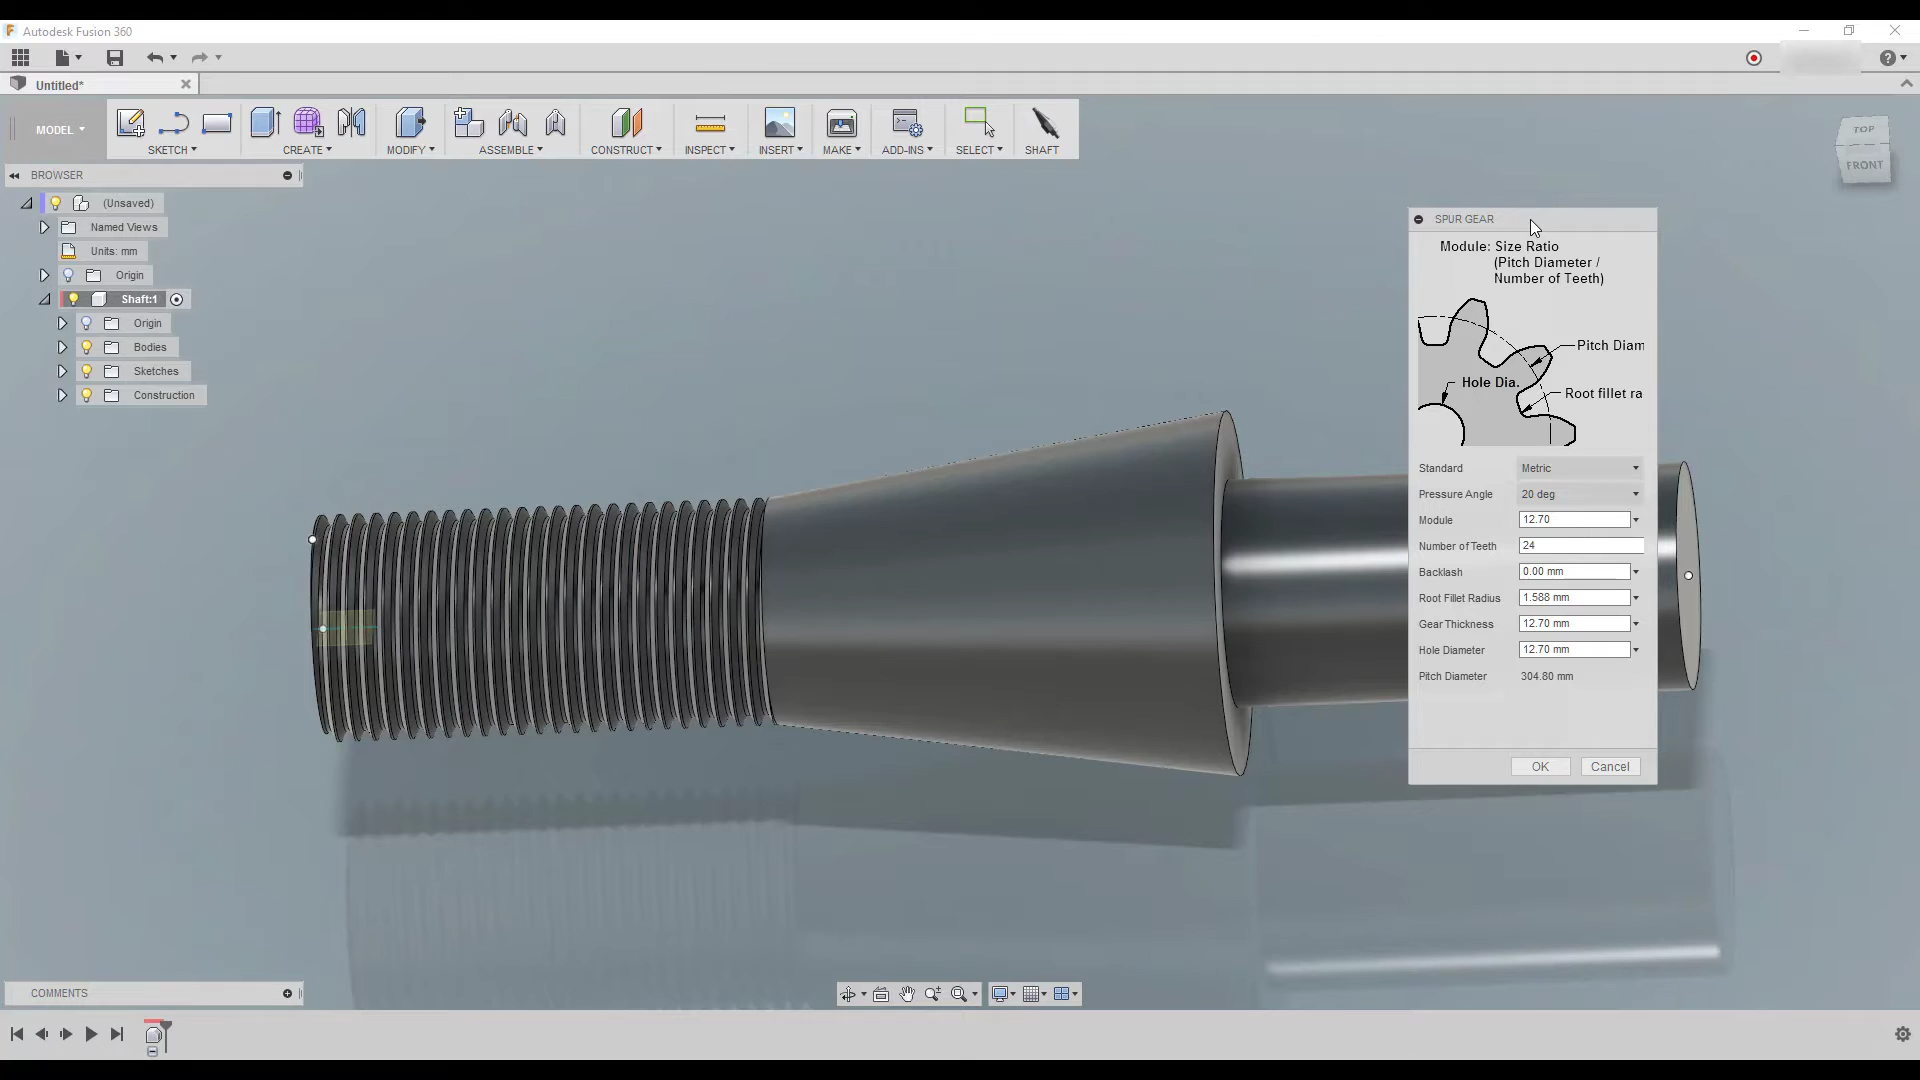 Autodesk Fusion 360
Untitled*
MODEL
SKETCH
CREATE
MODIFY
ASSEMBLE
CONSTRUCT
INSPECT
INSERT
MAKE
ADD-INS
SELECT
SHAFT
TOP
FRONT
BROWSER
(Unsaved)
Named Views
Units: mm
Origin
Shaft:1
Origin
Bodies
Sketches
Construction
SPUR GEAR
Module: Size Ratio
(Pitch Diameter /
Number of Teeth)
Pitch Diam
Hole Dia.
Root fillet ra
Standard Metric
Pressure Angle 20 deg
Module 12.70
Number of Teeth 24
Backlash 0.00 mm
Root Fillet Radius 1.588 mm
Gear Thickness 12.70 mm
Hole Diameter 12.70 mm
Pitch Diameter 304.80 mm
OK Cancel
COMMENTS